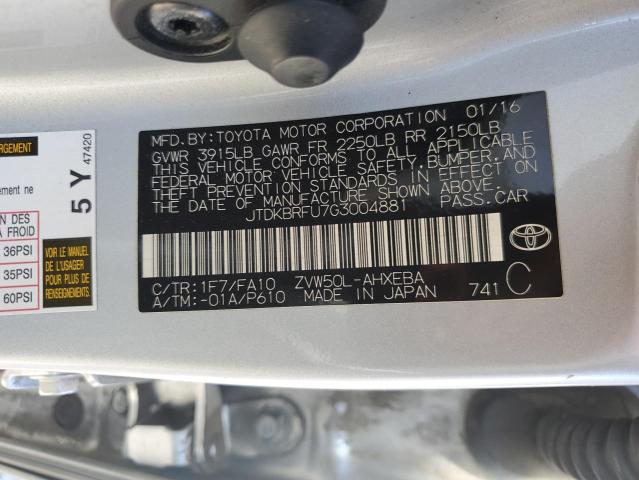 MFD. BY: TOYOTA MOTOR CORPORATION 01/16
GVWR 3915LB GAWR FR 2250LB RR 2150LB
THIS VEHICLE CONFORMS TO ALL APPLICABLE
FEDERAL MOTOR VEHICLE SAFETY, BUMPER, AND
THEFT PREVENTION STANDARDS IN EFFECT ON
THE DATE OF MANUFACTURE SHOWN ABOVE.
JTDKBRFU7G3004881 PASS. CAR
C/TR: 1F7/FA10 ZVW50L-AHXEBA
A/TM: -01A/P610 MADE IN JAPAN 741 C
TOYOTA
ERGENCY
ement ne
5 Y
47420
ON DES
À FROID
36PSI
35PSI
60PSI
VOIR LE MANUEL
DE L'USAGER
POUR PLUS DE
RENSEIGNEMENTS